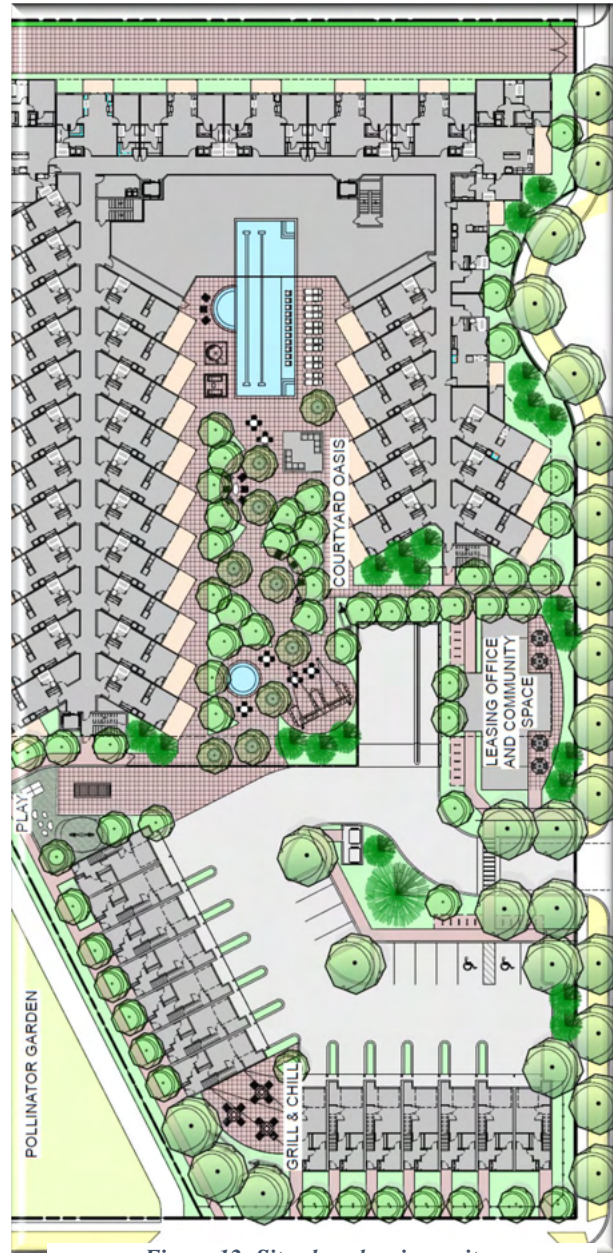 COURTYARD OASIS
LEASING OFFICE
AND COMMUNITY
SPACE
PLAY
POLLINATOR GARDEN
GRILL & CHILL